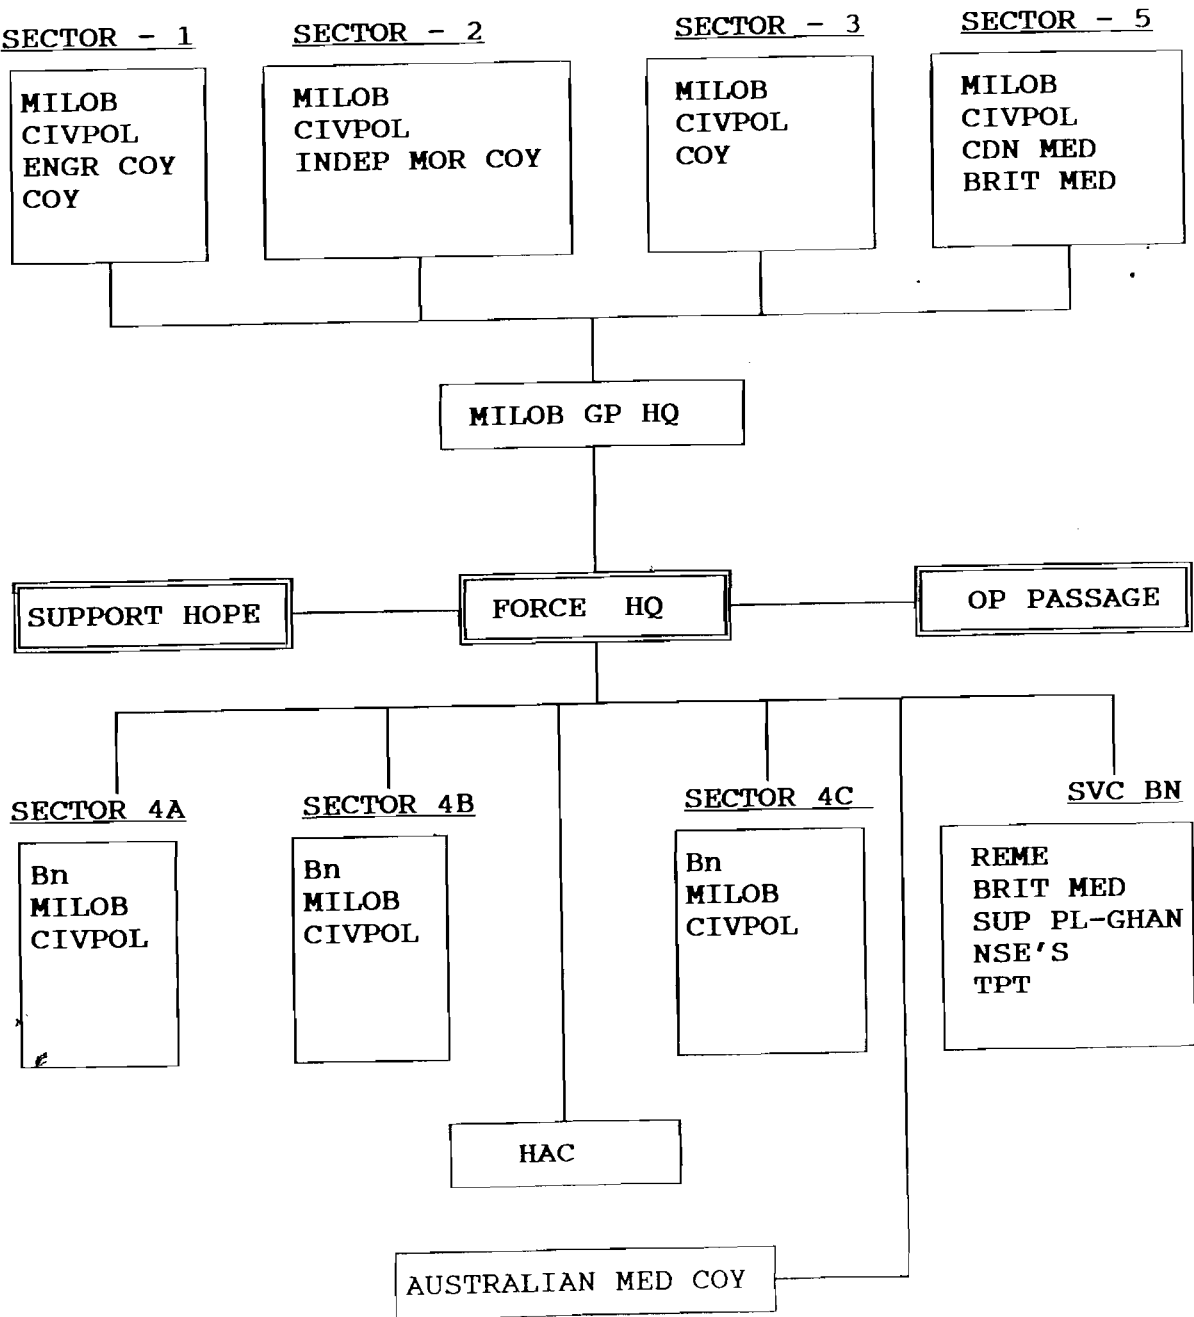 SECTOR - 1
MILOB
CIVPOL
ENGR COY
COY
SECTOR - 2
MILOB
CIVPOL
INDEP MOR COY
SECTOR - 3
MILOB
CIVPOL
COY
SECTOR - 5
MILOB
CIVPOL
CDN MED
BRIT MED
MILOB GP HQ
SUPPORT HOPE
FORCE HQ
OP PASSAGE
SECTOR 4A
Bn
MILOB
CIVPOL
SECTOR 4B
Bn
MILOB
CIVPOL
SECTOR 4C
Bn
MILOB
CIVPOL
SVC BN
REME
BRIT MED
SUP PL-GHAN
NSE'S
TPT
HAC
AUSTRALIAN MED COY